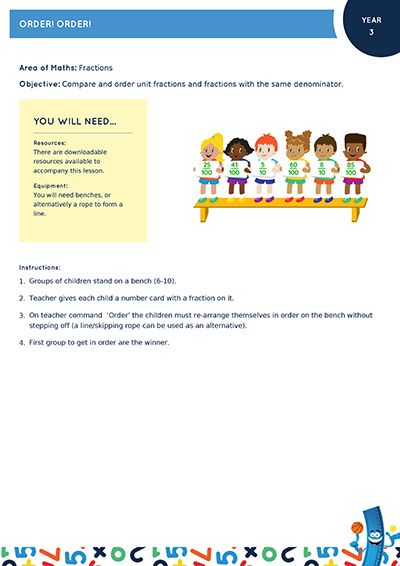 ORDER! ORDER!
YEAR
3
Area of Maths: Fractions
Objective: Compare and order unit fractions and fractions with the same denominator.
YOU WILL NEED...
Resources:
There are downloadable
resources available to
accompany this lesson.
Equipment:
You will need benches, or
alternatively a rope to form a
line.
25
100
41
100
5
10
60
100
8
10
85
100
Instructions:
1. Groups of children stand on a bench (6-10).
2. Teacher gives each child a number card with a fraction on it.
3. On teacher command 'Order' the children must re-arrange themselves in order on the bench without
stepping off (a line/skipping rope can be used as an alternative).
4. First group to get in order are the winner.